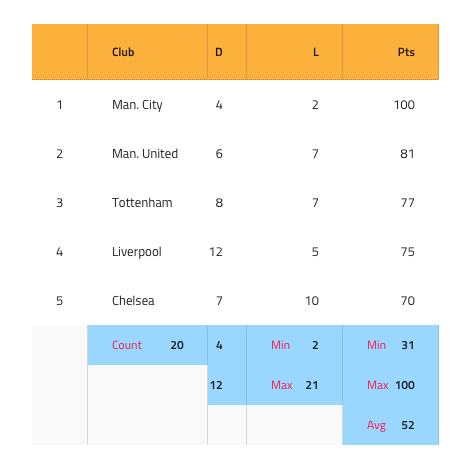 Club D L Pts
1 Man. City 4 2 100
2 Man. United 6 7 81
3 Tottenham 8 7 77
4 Liverpool 12 5 75
5 Chelsea 7 10 70
Count 20 4 Min 2 Min 31
12 Max 21 Max 100
Avg 52